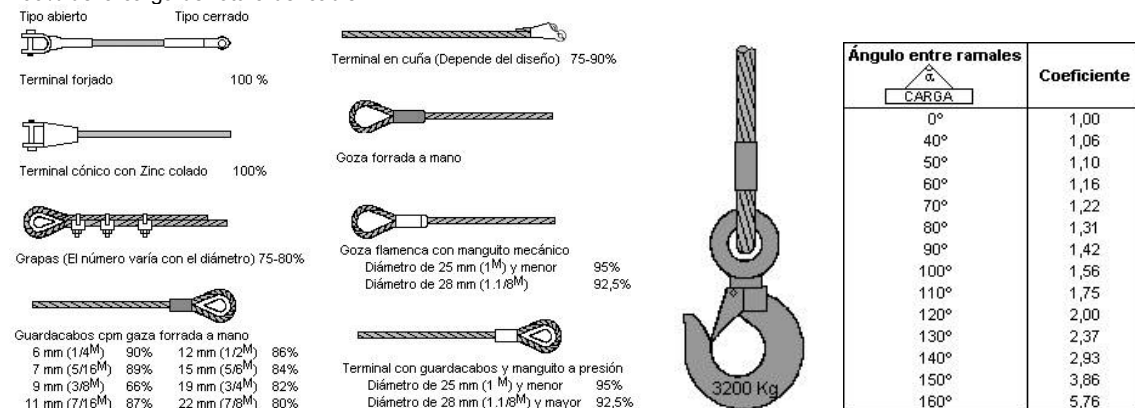 Tipo abierto Tipo cerrado
Terminal forjado 100 %
Terminal cónico con Zinc colado 100%
Grapas (El número varía con el diámetro) 75-80%
Guardacabos cpm gaza forrada a mano
6 mm (1/4M) 90% 12 mm (1/2M) 86%
7 mm (5/16M) 89% 15 mm (5/6M) 84%
9 mm (3/8M) 66% 19 mm (3/4M) 82%
11 mm (7/16M) 87% 22 mm (7/8M) 80%
Terminal en cuña (Depende del diseño) 75-90%
Goza forrada a mano
Goza flamenca con manguito mecánico
Diámetro de 25 mm (1M) y menor 95%
Diámetro de 28 mm (1.1/8M) 92,5%
Terminal con guardacabos y manguito a presión
Diámetro de 25 mm (1 M) y menor 95%
Diámetro de 28 mm (1.1/8M) y mayor 92,5%
3200 Kg
Ángulo entre ramales Coeficiente
α
CARGA
0° 1,00
40° 1,06
50° 1,10
60° 1,16
70° 1,22
80° 1,31
90° 1,42
100° 1,56
110° 1,75
120° 2,00
130° 2,37
140° 2,93
150° 3,86
160° 5,76